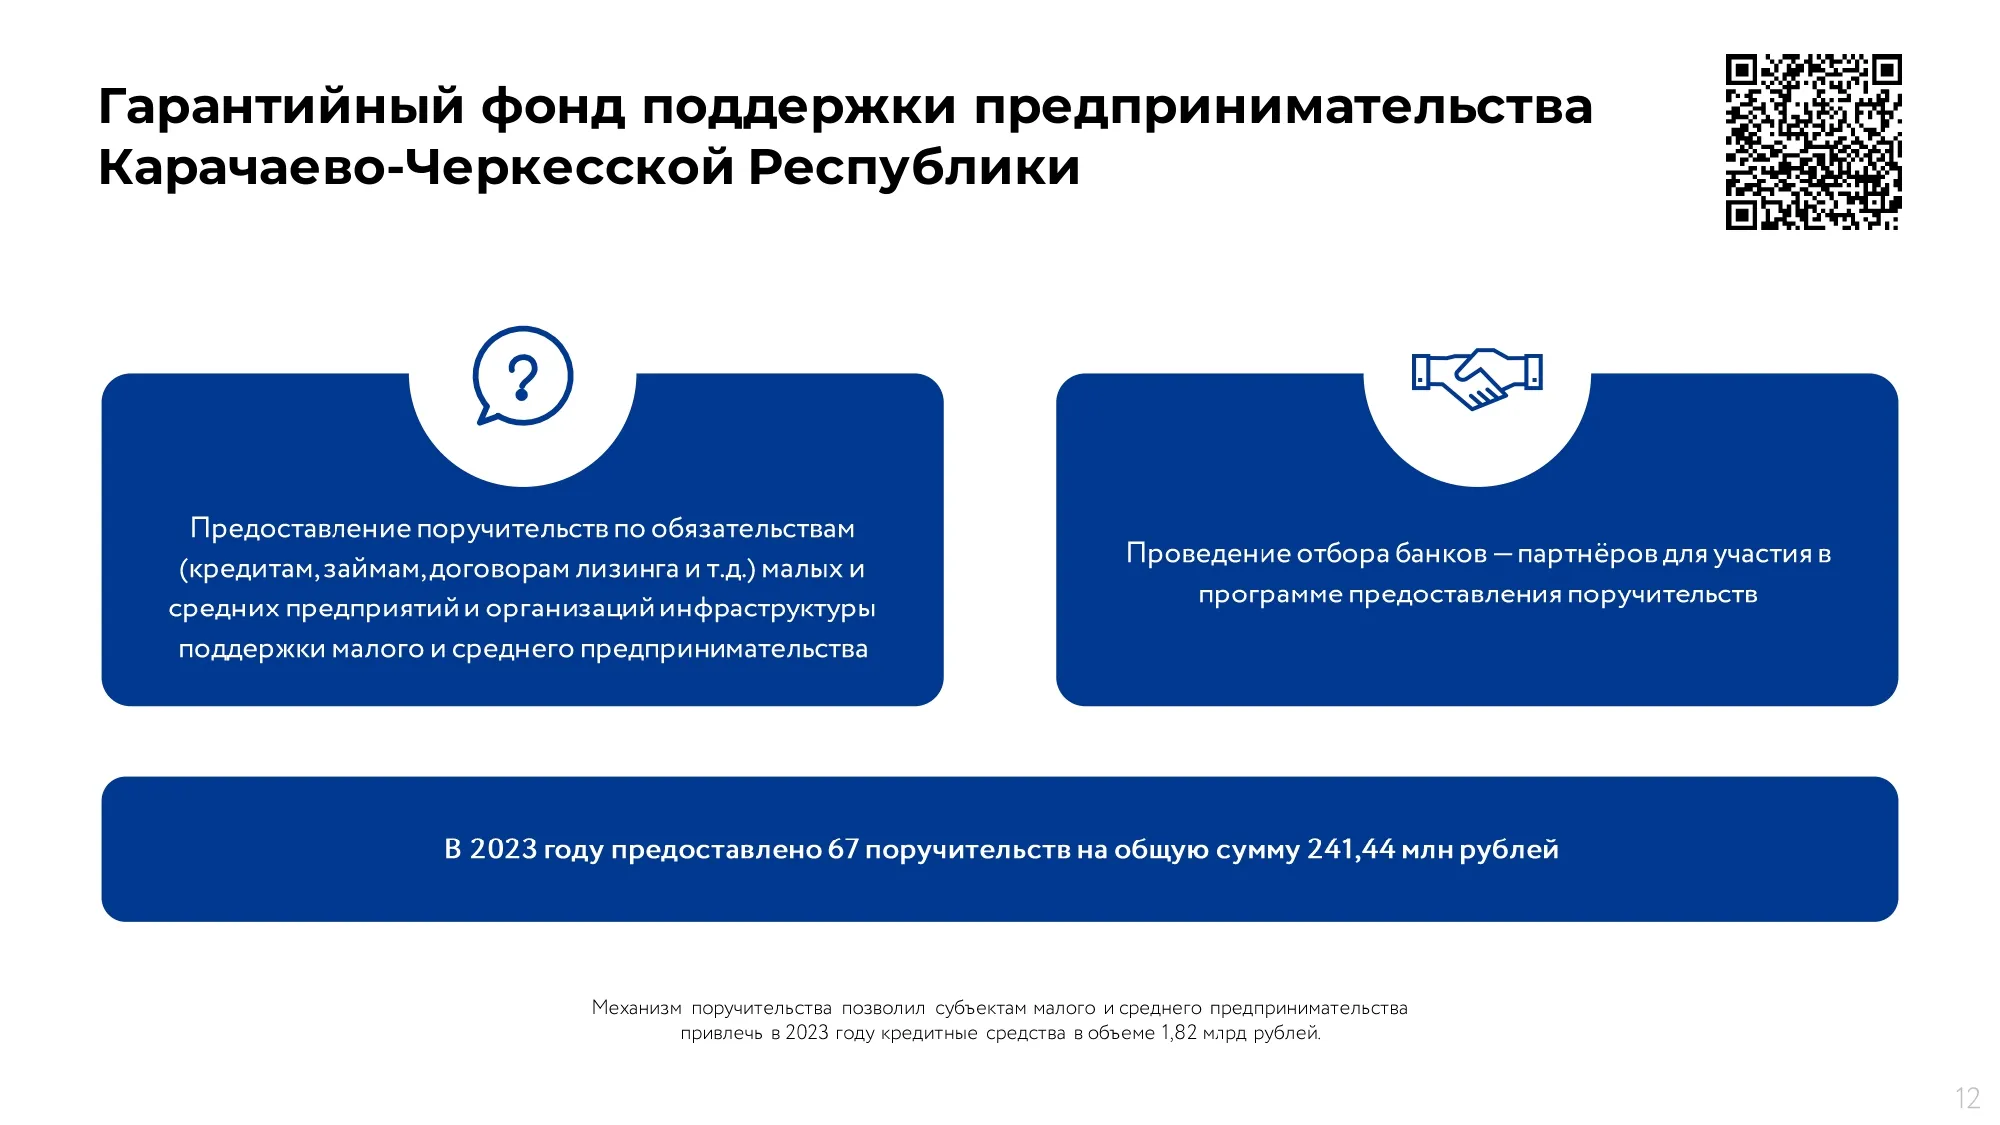 Гарантийный фонд поддержки предпринимательства
Карачаево-Черкесской Республики
?
Предоставление поручительств по обязательствам
(кредитам, займам, договорам лизинга и т.д.) малых и
средних предприятий и организаций инфраструктуры
поддержки малого и среднего предпринимательства
Проведение отбора банков — партнёров для участия в
программе предоставления поручительств
В 2023 году предоставлено 67 поручительств на общую сумму 241,44 млн рублей
Механизм поручительства позволил субъектам малого и среднего предпринимательства
привлечь в 2023 году кредитные средства в объеме 1,82 млрд рублей.
12